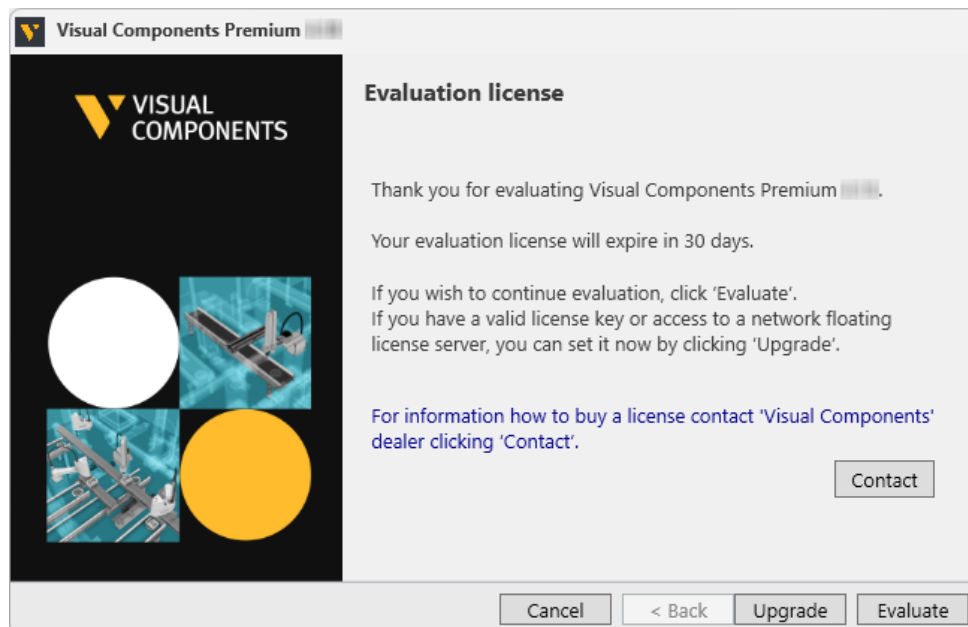 Visual Components Premium
VISUAL
COMPONENTS
Evaluation license
Thank you for evaluating Visual Components Premium .
Your evaluation license will expire in 30 days.
If you wish to continue evaluation, click 'Evaluate'.
If you have a valid license key or access to a network floating
license server, you can set it now by clicking 'Upgrade'.
For information how to buy a license contact 'Visual Components'
dealer clicking 'Contact'.
Contact
Cancel
< Back
Upgrade
Evaluate